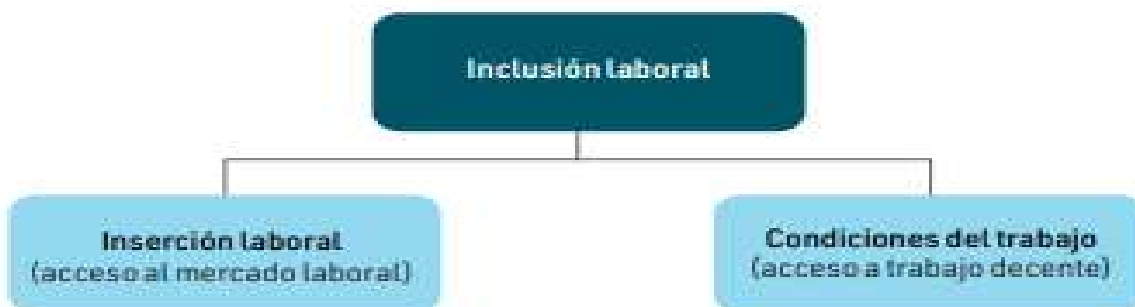 Inclusión laboral
Inserción laboral
(acceso al mercado laboral)
Condiciones del trabajo
(acceso a trabajo decente)